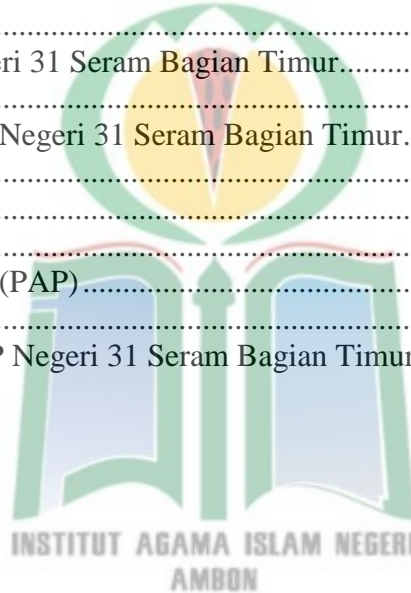 ................................................
eri 31 Seram Bagian Timur.........
................................................
Negeri 31 Seram Bagian Timur.
................................................
................................................
................................................
(PAP)........................................
................................................
P Negeri 31 Seram Bagian Timur
INSTITUT AGAMA ISLAM NEGERI
AMBON